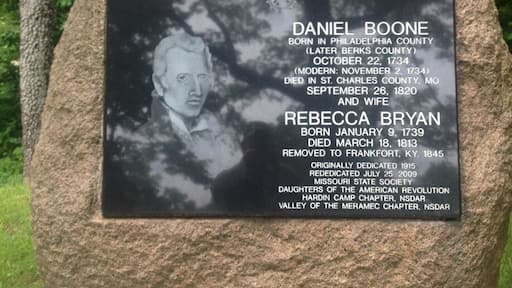 DANIEL BOONE
BORN IN PHILADELPHIA COUNTY
(LATER BERKS COUNTY)
OCTOBER 22, 1734
(MODERN: NOVEMBER 2, 1734)
DIED IN ST. CHARLES COUNTY, MO
SEPTEMBER 26, 1820
AND WIFE
REBECCA BRYAN
BORN JANUARY 9, 1739
DIED MARCH 18, 1813
REMOVED TO FRANKFORT, KY 1845
ORIGINALLY DEDICATED 1915
REDEDICATED JULY 25, 2009
MISSOURI STATE SOCIETY
DAUGHTERS OF THE AMERICAN REVOLUTION
HARDIN CAMP CHAPTER, NSDAR
VALLEY OF THE MERAMEC CHAPTER, NSDAR